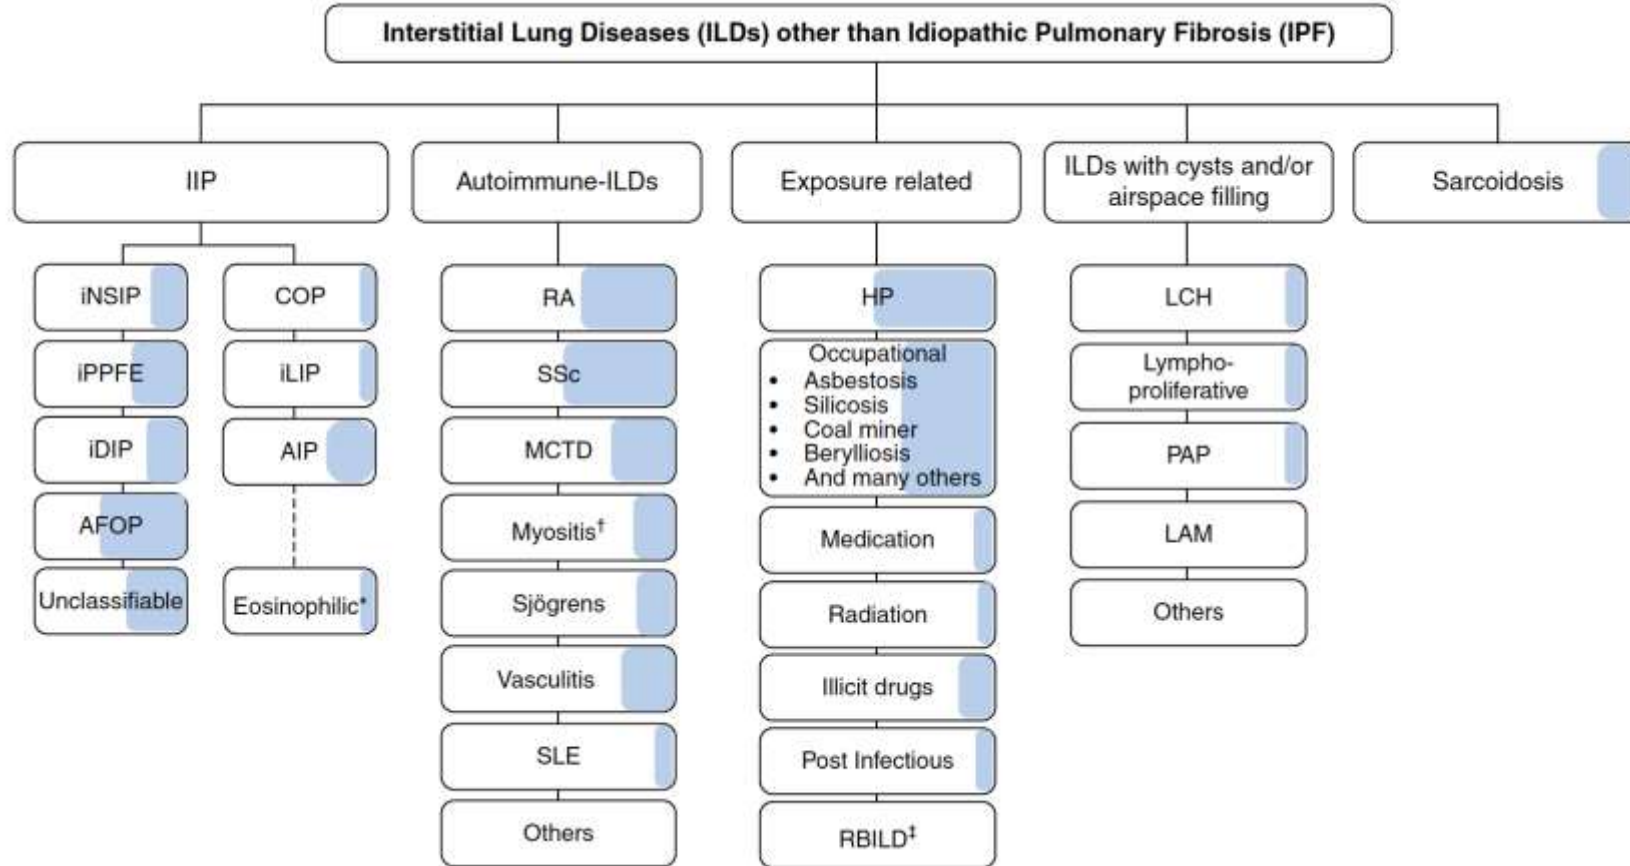 Interstitial Lung Diseases (ILDs) other than Idiopathic Pulmonary Fibrosis (IPF)
IIP
iNSIP
iPPFE
iDIP
AFOP
Unclassifiable
COP
iLIP
AIP
Eosinophilic*
Autoimmune-ILDs
RA
SSc
MCTD
Myositis†
Sjögrens
Vasculitis
SLE
Others
Exposure related
HP
Occupational
• Asbestosis
• Silicosis
• Coal miner
• Berylliosis
• And many others
Medication
Radiation
Illicit drugs
Post Infectious
RBILD‡
ILDs with cysts and/or
airspace filling
LCH
Lympho-
proliferative
PAP
LAM
Others
Sarcoidosis